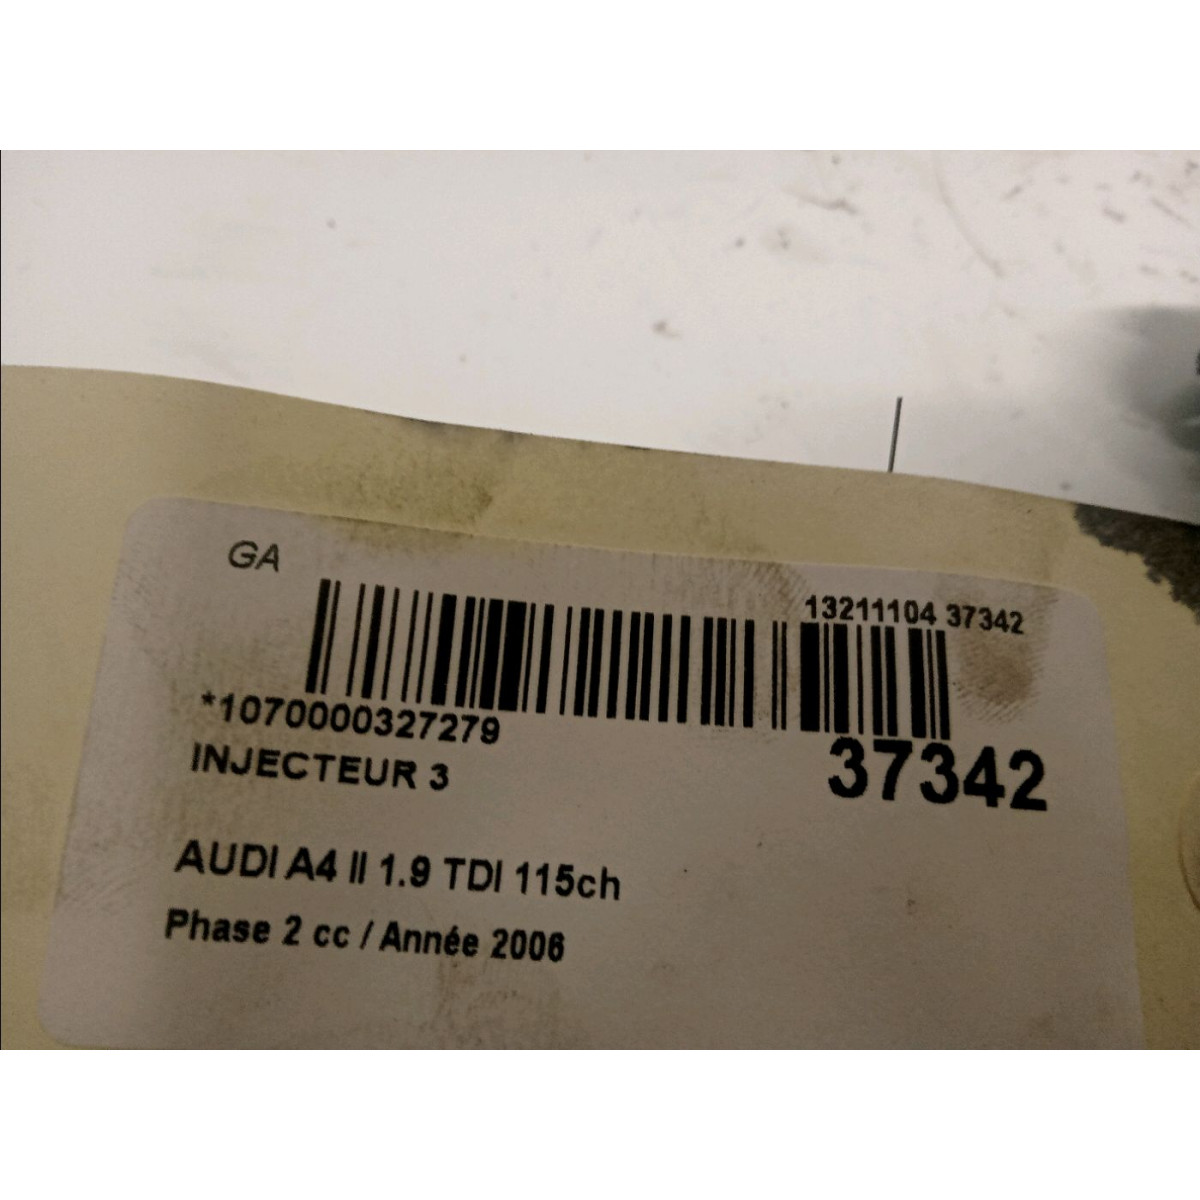 GA
13211104 37342
*1070000327279
37342
INJECTEUR 3
AUDI A4 II 1.9 TDI 115ch
Phase 2 cc / Année 2006